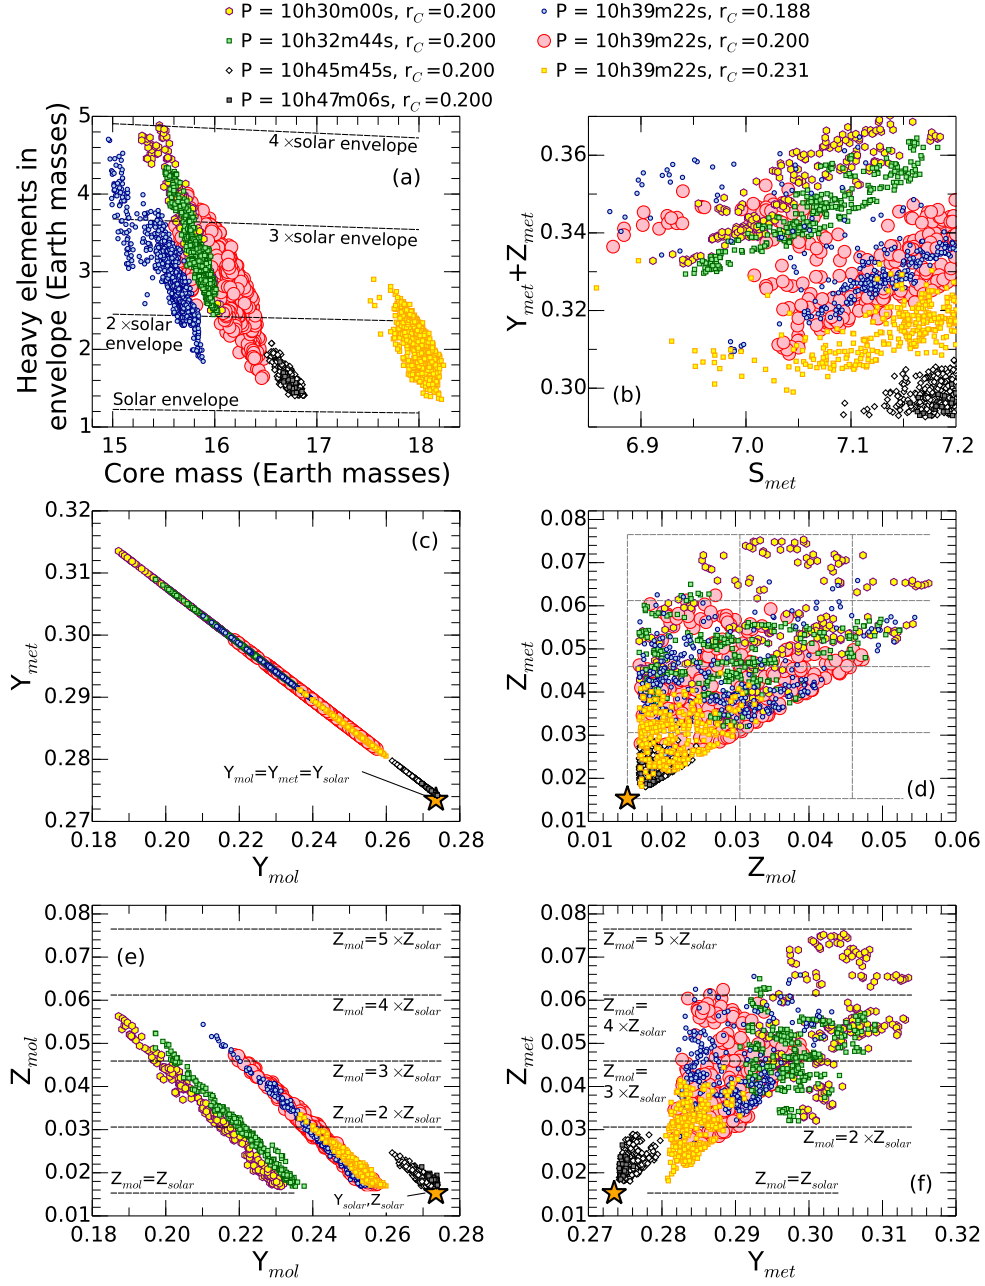 P = 10h30m00s, r_C=0.200
P = 10h39m22s, r_C=0.188
P = 10h32m44s, r_C=0.200
P = 10h39m22s, r_C=0.200
P = 10h45m45s, r_C=0.200
P = 10h39m22s, r_C=0.231
P = 10h47m06s, r_C=0.200
Heavy elements in
envelope (Earth masses)
5
4
3
2
1
4×solar envelope
(a)
3×solar envelope
2×solar
envelope
Solar envelope
15 16 17 18
Core mass (Earth masses)
Y_met+Z_met
0.36
0.34
0.32
0.30
(b)
6.9 7.0 7.1 7.2
S_met
Y_met
0.32
0.31
0.30
0.29
0.28
0.27
(c)
Y_mol=Y_met=Y_solar
0.18 0.20 0.22 0.24 0.26 0.28
Y_mol
Z_met
0.08
0.07
0.06
0.05
0.04
0.03
0.02
0.01
(d)
0.01 0.02 0.03 0.04 0.05 0.06
Z_mol
Z_mol
0.08
0.07
0.06
0.05
0.04
0.03
0.02
0.01
(e)
Z_mol=5×Z_solar
Z_mol=4×Z_solar
Z_mol=3×Z_solar
Z_mol=2×Z_solar
Z_mol=Z_solar
Y_solar,Z_solar
0.18 0.20 0.22 0.24 0.26 0.28
Y_mol
Z_met
0.08
0.07
0.06
0.05
0.04
0.03
0.02
0.01
Z_mol= 5×Z_solar
Z_mol=
4×Z_solar
Z_mol=
3×Z_solar
Z_mol=2×Z_solar
Z_mol=Z_solar
(f)
0.27 0.28 0.29 0.30 0.31 0.32
Y_met